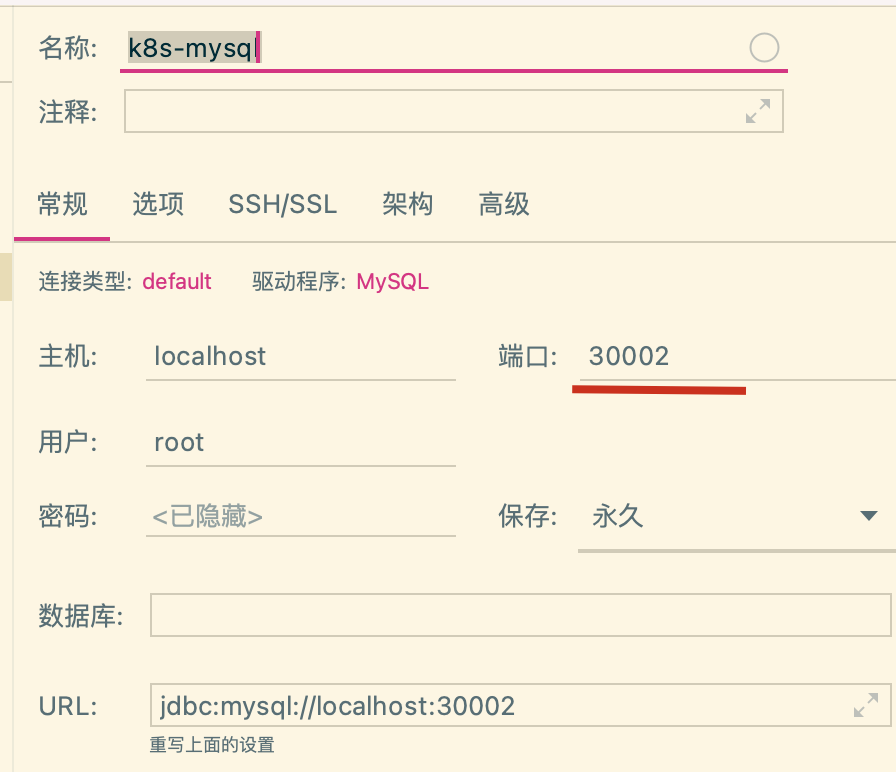 名称: k8s-mysql
注释:
常规 选项 SSH/SSL 架构 高级
连接类型: default 驱动程序: MySQL
主机: localhost 端口: 30002
用户: root
密码: <已隐藏> 保存: 永久
数据库:
URL: jdbc:mysql://localhost:30002
重写上面的设置